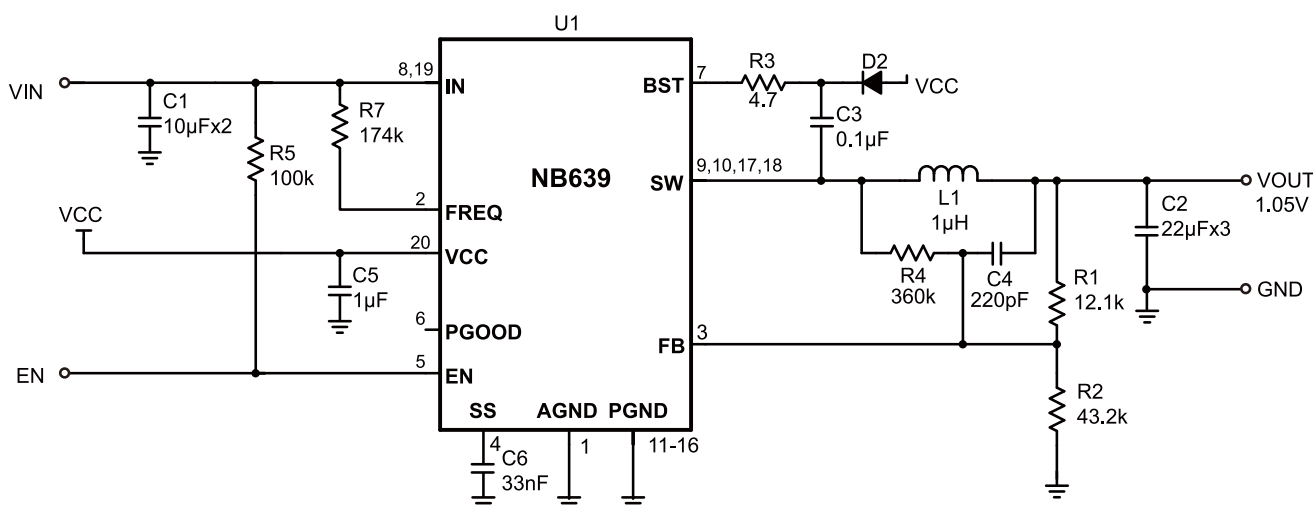 U1
VIN
C1
10µFx2
R5
100k
R7
174k
8,19
IN
2
FREQ
VCC
20
VCC
C5
1µF
6
PGOOD
EN
5
EN
NB639
SS
4
C6
33nF
AGND
1
PGND
11-16
BST
7
R3
4.7
D2
VCC
C3
0.1µF
SW
9,10,17,18
L1
1µH
R4
360k
C4
220pF
FB
3
R1
12.1k
R2
43.2k
C2
22µFx3
VOUT
1.05V
GND